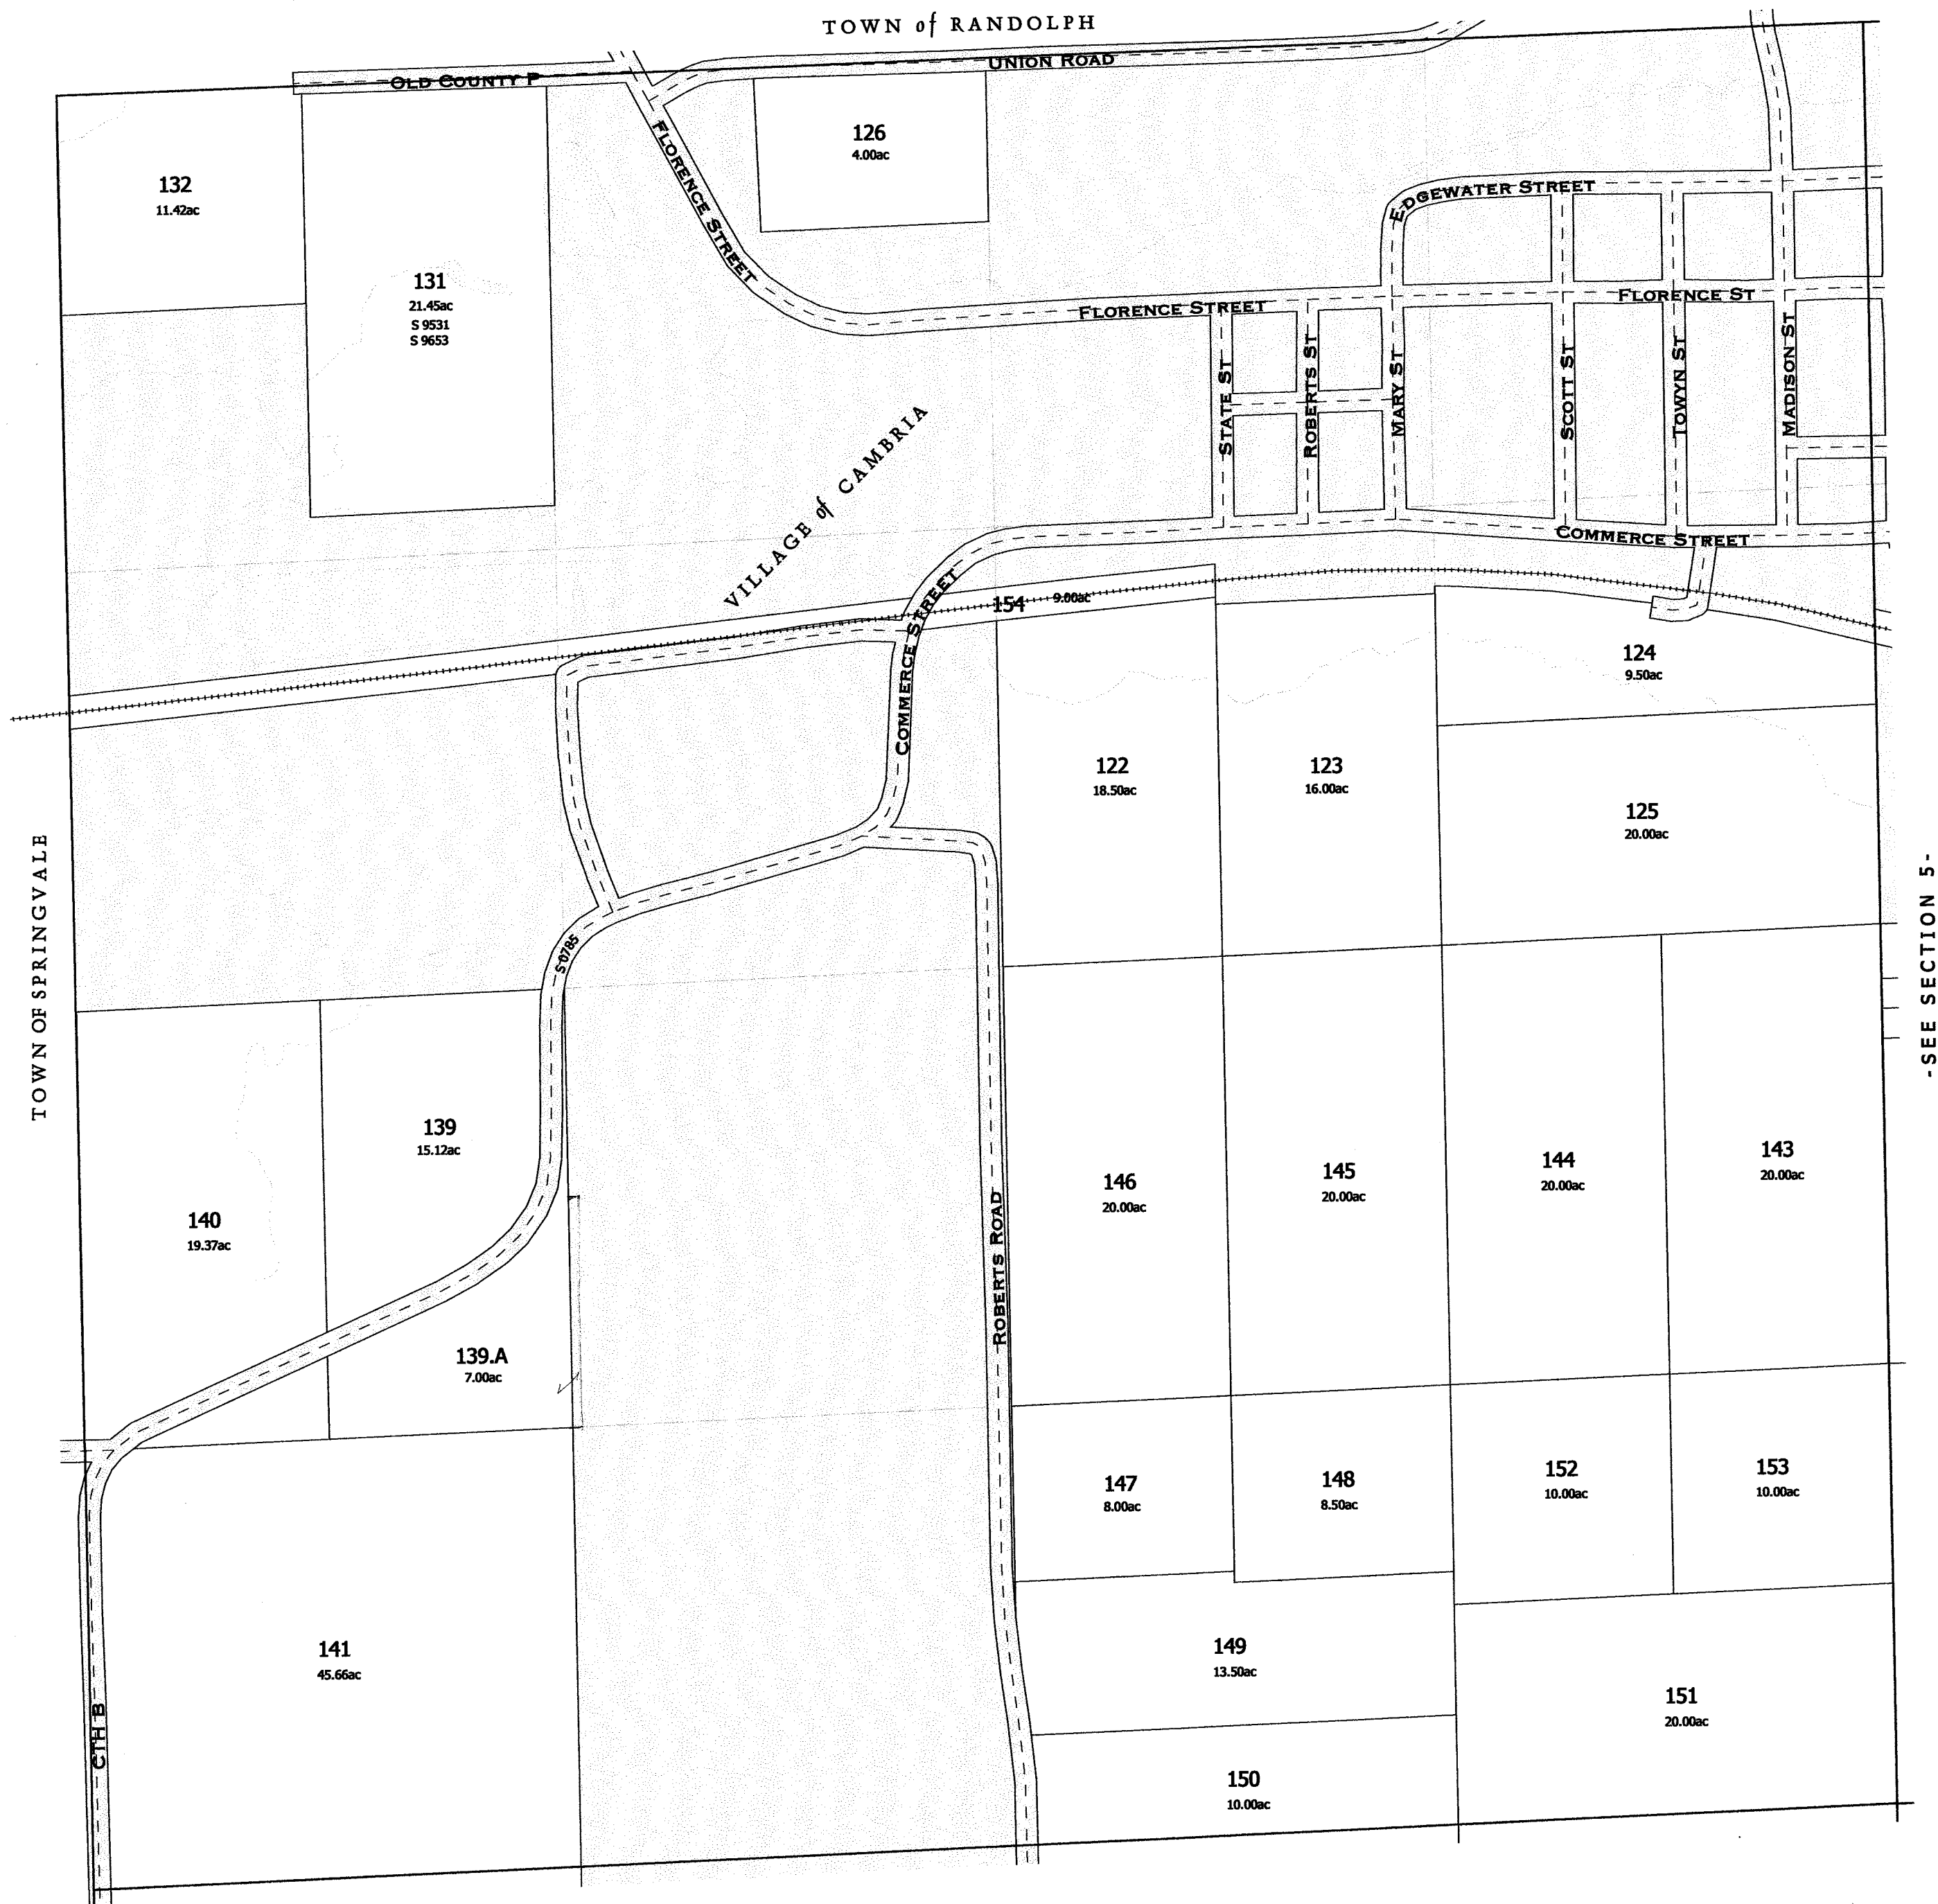 TOWN of RANDOLPH
OLD COUNTY P
UNION ROAD
126
4.00ac
FLORENCE STREET
132
11.42ac
EDGEWATER STREET
131
21.45ac
S 9531
S 9653
FLORENCE STREET
FLORENCE ST
STATE ST
ROBERTS ST
MARY ST
SCOTT ST
TOWN ST
MADISON ST
VILLAGE of CAMBRIA
COMMERCE STREET
COMMERCE STREET
154
9.00ac
124
9.50ac
COMMERCE STREET
122
18.50ac
123
16.00ac
125
20.00ac
TOWN OF SPRINGVALE
-SEE SECTION 5-
S 0785
139
15.12ac
140
19.37ac
146
20.00ac
145
20.00ac
144
20.00ac
143
20.00ac
ROBERTS ROAD
139.A
7.00ac
147
8.00ac
148
8.50ac
152
10.00ac
153
10.00ac
141
45.66ac
149
13.50ac
151
20.00ac
CTH B
150
10.00ac